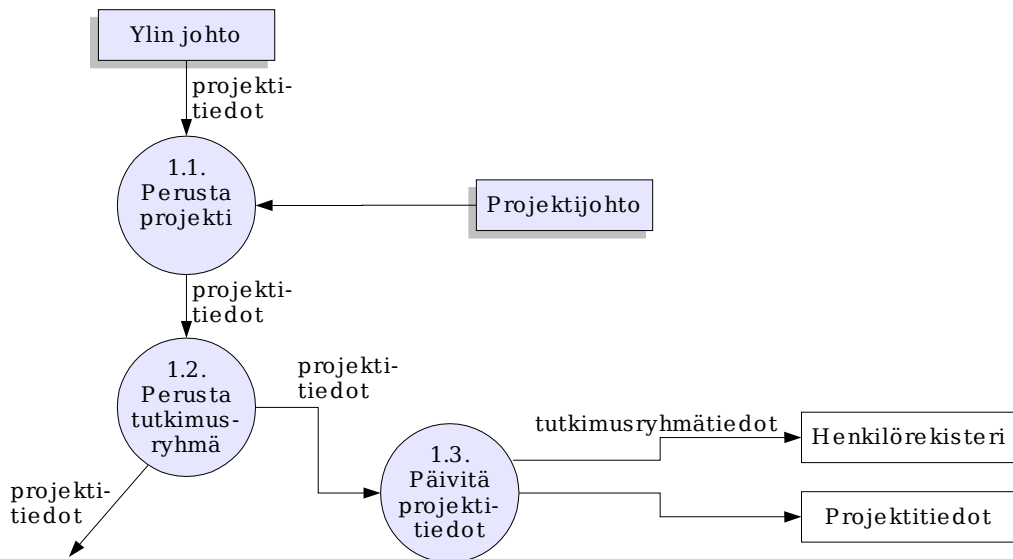 Ylin johto
projekti-
tiedot
1.1.
Perusta
projekti
Projektijohto
projekti-
tiedot
1.2.
Perusta
tutkimus-
ryhmä
projekti-
tiedot
projekti-
tiedot
1.3.
Päivitä
projekti-
tiedot
tutkimusryhmätiedot
Henkilörekisteri
Projektitiedot